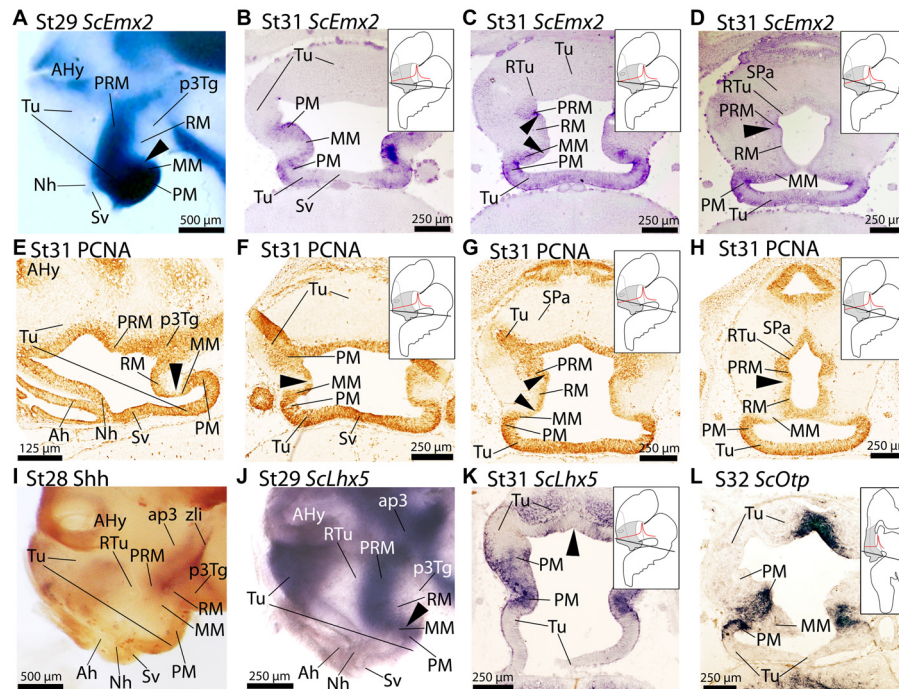 A St29 ScEmx2
AHy
PRM
p3Tg
Tu
RM
MM
Nh
Sv
PM
500 µm
B St31 ScEmx2
Tu
PM
MM
PM
Tu
Sv
250 µm
C St31 ScEmx2
Tu
RTu
PRM
RM
MM
PM
Tu
250 µm
D St31 ScEmx2
SPa
RTu
PRM
RM
MM
PM
Tu
250 µm
E St31 PCNA
AHy
Tu
PRM
p3Tg
MM
RM
Ah
Nh
Sv
PM
125 µm
F St31 PCNA
Tu
PM
MM
PM
Tu
Sv
250 µm
G St31 PCNA
SPa
Tu
PRM
RM
MM
PM
Tu
250 µm
H St31 PCNA
SPa
RTu
PRM
RM
PM
MM
Tu
250 µm
I St28 Shh
AHy
ap3 zli
RTu
Tu
PRM
p3Tg
RM
MM
Ah
Nh
Sv
PM
500 µm
J St29 ScLhx5
ap3
AHy
RTu
PRM
p3Tg
Tu
RM
MM
PM
Ah
Nh
Sv
250 µm
K St31 ScLhx5
Tu
PM
PM
Tu
250 µm
L S32 ScOtp
Tu
PM
PM
MM
Tu
250 µm